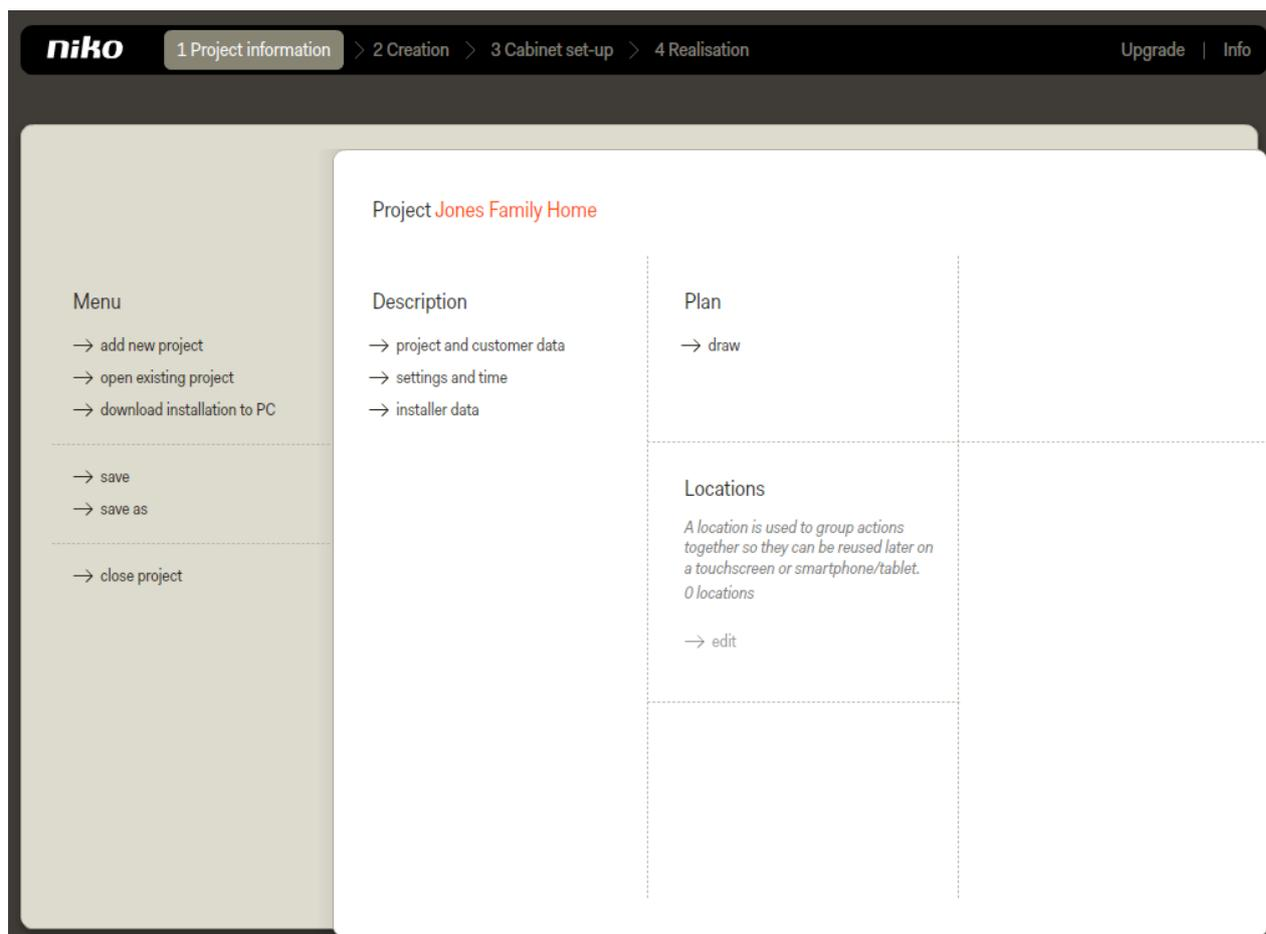 niko
1 Project information
2 Creation
3 Cabinet set-up
4 Realisation
Upgrade | Info
Project Jones Family Home
Menu
add new project
open existing project
download installation to PC
save
save as
close project
Description
project and customer data
settings and time
installer data
Plan
draw
Locations
A location is used to group actions
together so they can be reused later on
a touchscreen or smartphone/tablet.
0 locations
edit